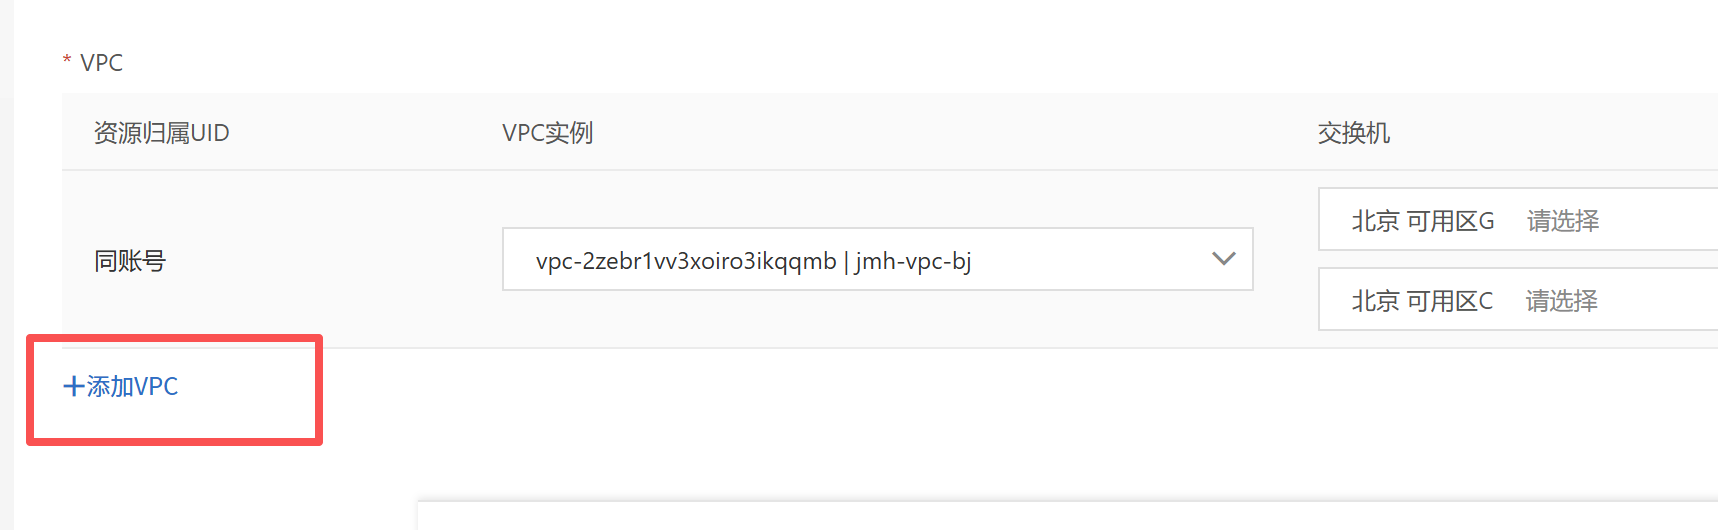 * VPC
资源归属UID VPC实例 交换机
北京 可用区G 请选择
同账号 vpc-2zebr1vv3xoiro3ikqqmb | jmh-vpc-bj
北京 可用区C 请选择
+添加VPC